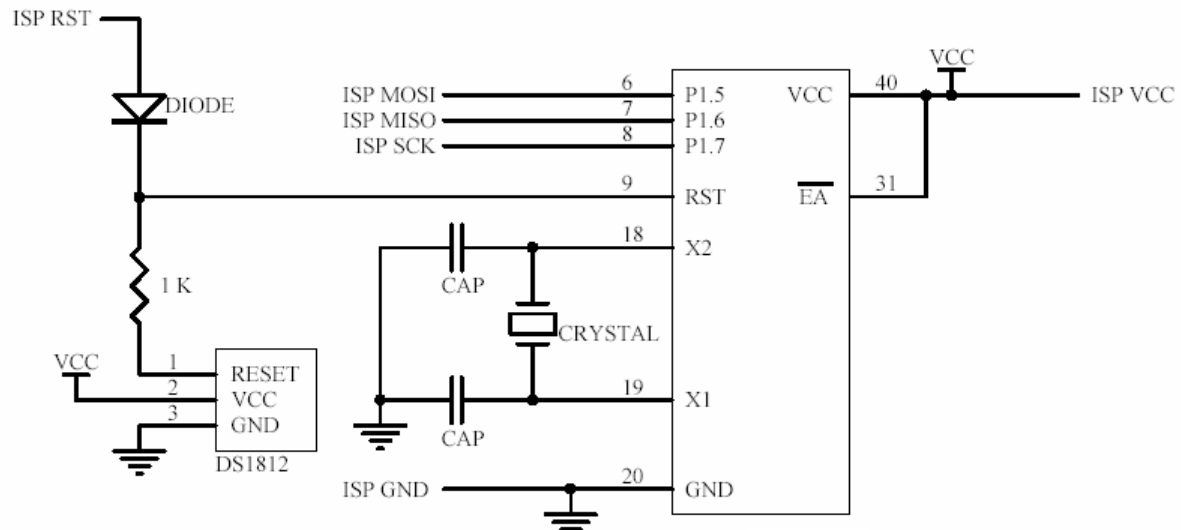 ISP RST
DIODE
1 K
VCC
1
2
3
RESET
VCC
GND
DS1812
ISP MOSI
ISP MISO
ISP SCK
6
7
8
9
18
19
20
P1.5
P1.6
P1.7
RST
X2
X1
GND
CAP
CRYSTAL
CAP
ISP GND
VCC
EA
40
31
VCC
ISP VCC